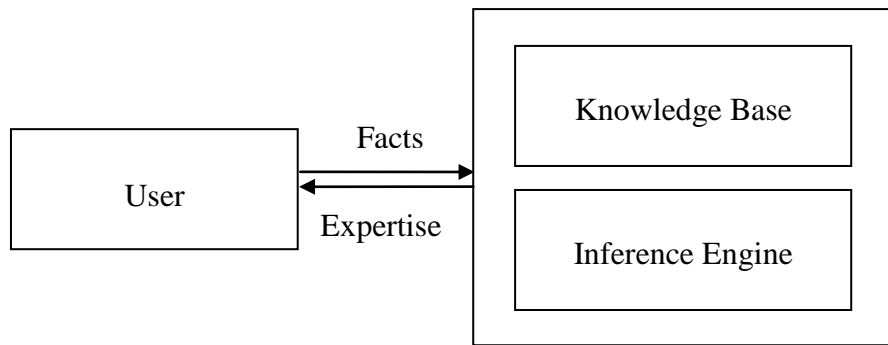 User
Facts
Expertise
Knowledge Base
Inference Engine